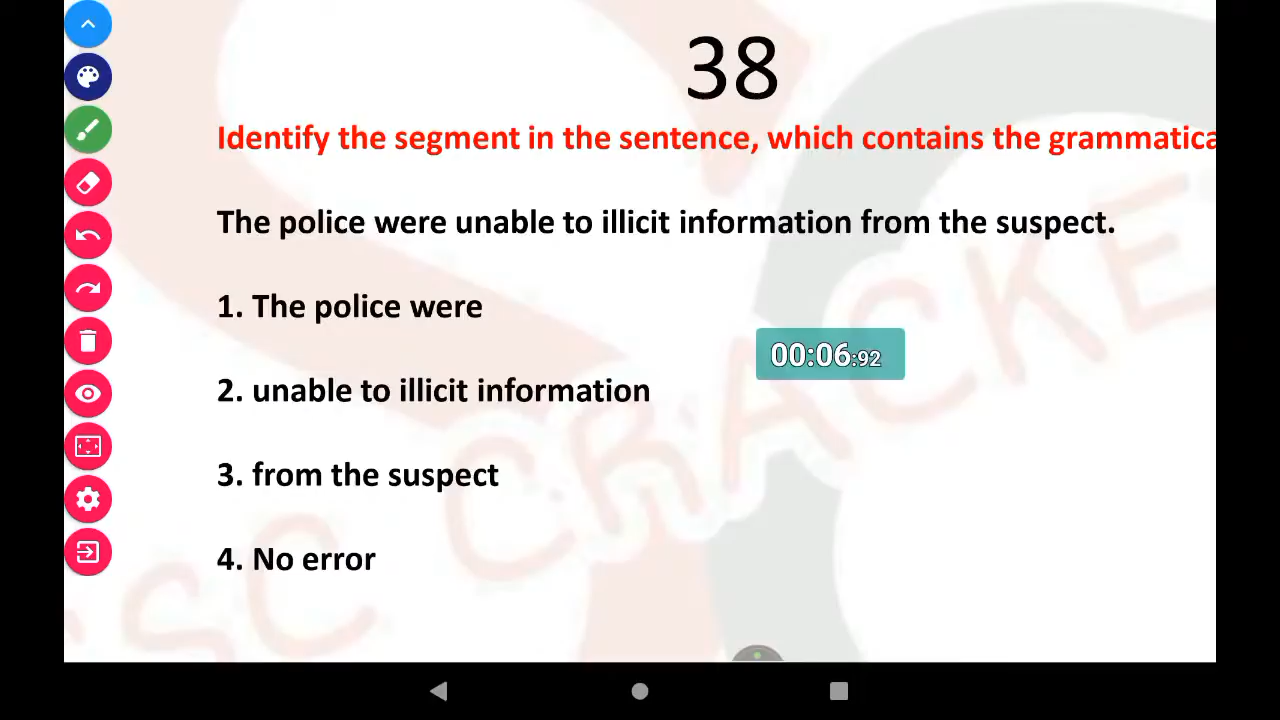 38
Identify the segment in the sentence, which contains the grammatica
The police were unable to illicit information from the suspect.
1. The police were
00:06:92
2. unable to illicit information
3. from the suspect
4. No error
SSC CRACKE